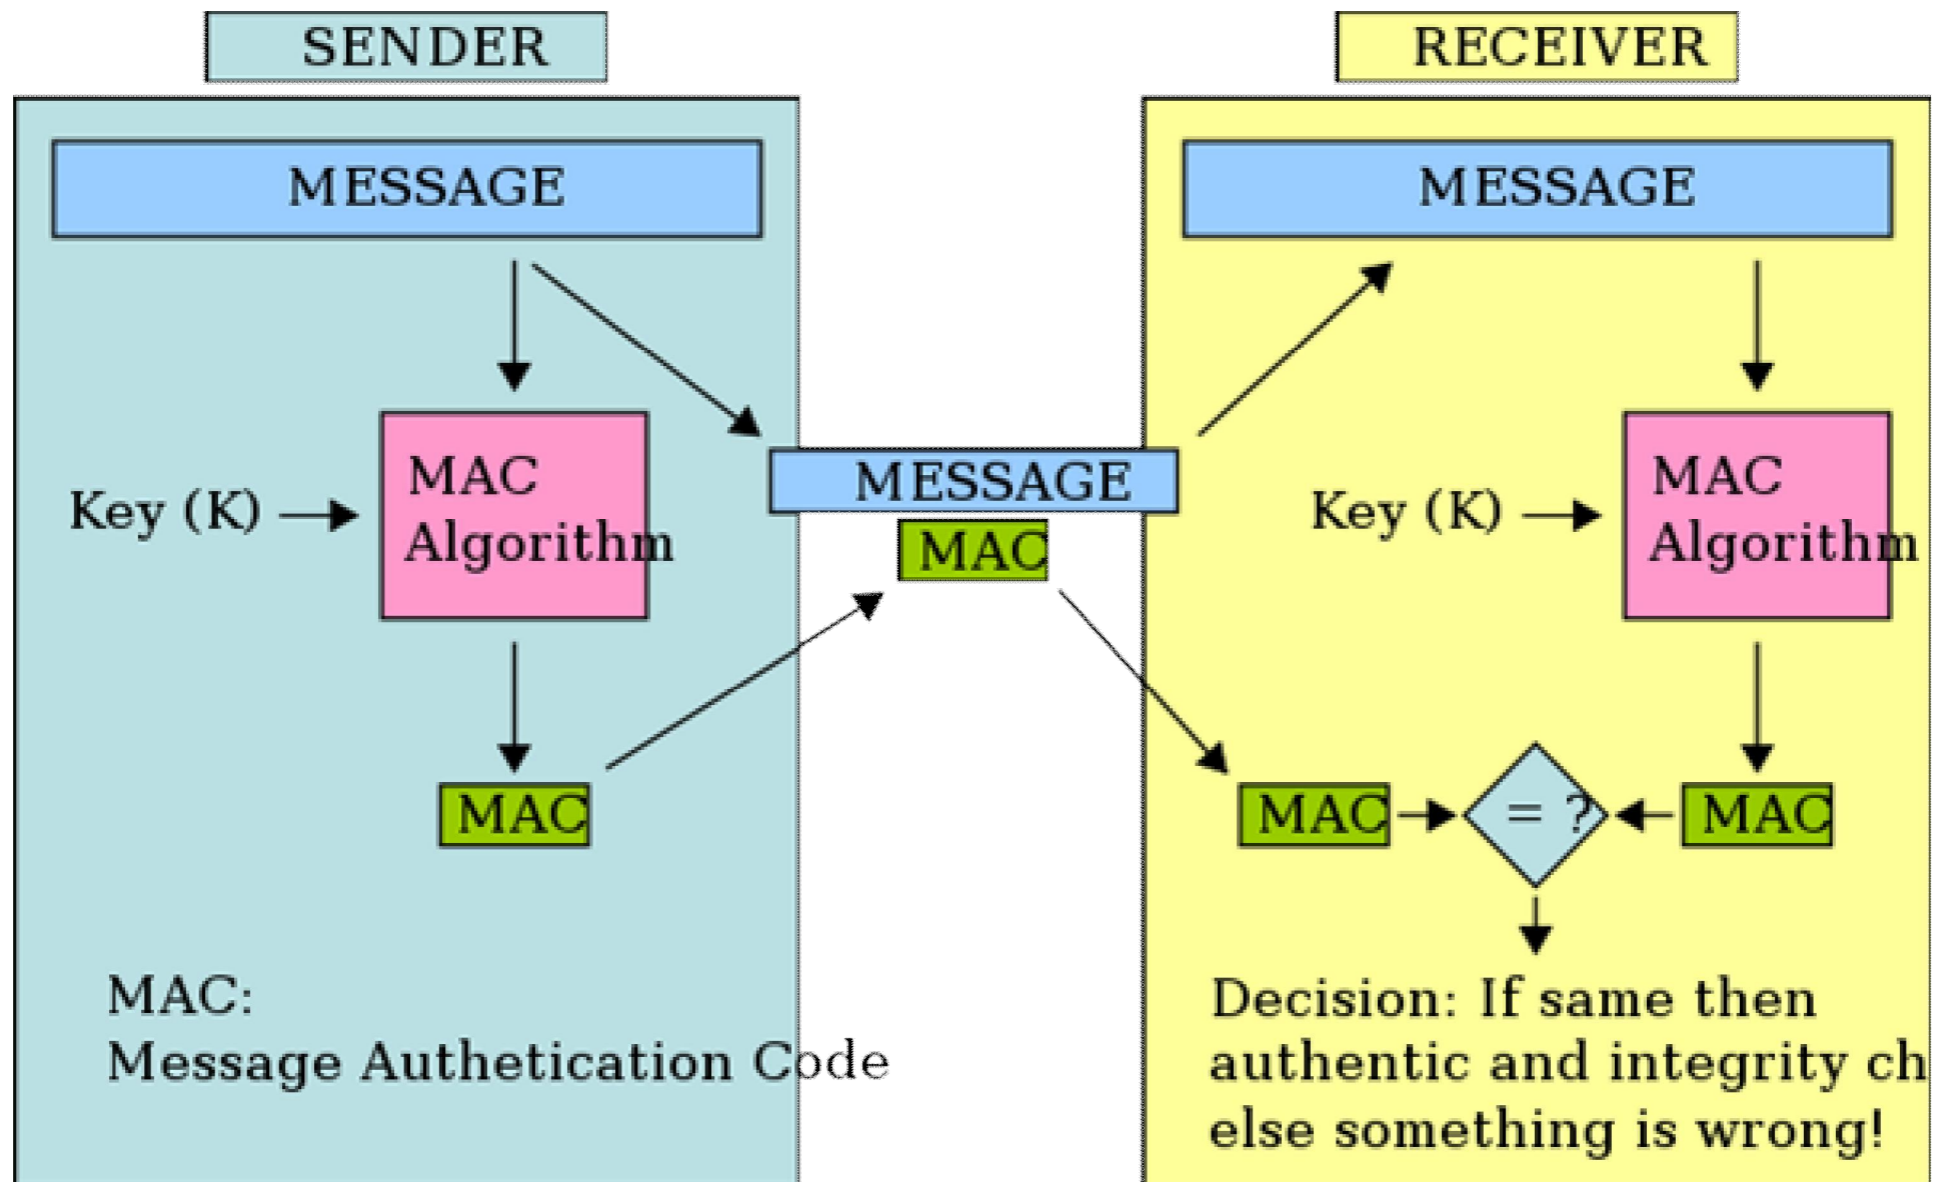 SENDER
MESSAGE
Key (K)
MAC
Algorithm
MAC
MAC:
Message Authetication Code
MESSAGE
MAC
RECEIVER
MESSAGE
Key (K)
MAC
Algorithm
MAC
= ?
MAC
Decision: If same then
authentic and integrity ch
else something is wrong!